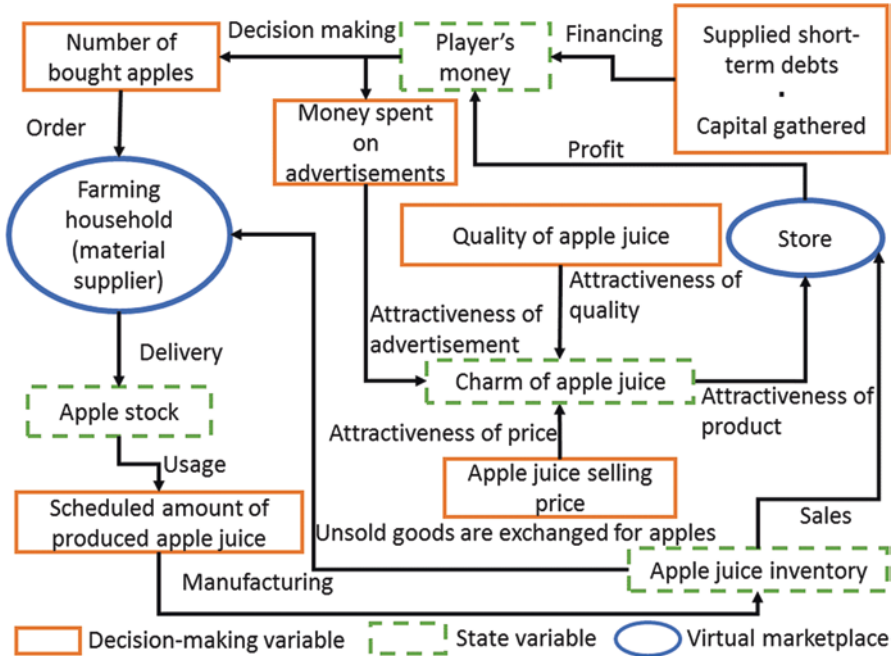 Number of
bought apples
Decision making
Player's
money
Financing
Supplied short-
term debts
.
Capital gathered
Order
Money spent
on
advertisements
Profit
Farming
household
(material
supplier)
Quality of apple juice
Store
Attractiveness of
quality
Attractiveness of
advertisement
Delivery
Charm of apple juice
Attractiveness of
product
Apple stock
Attractiveness of price
Usage
Apple juice selling
price
Scheduled amount of
produced apple juice
Unsold goods are exchanged for apples
Sales
Manufacturing
Apple juice inventory
Decision-making variable
State variable
Virtual marketplace